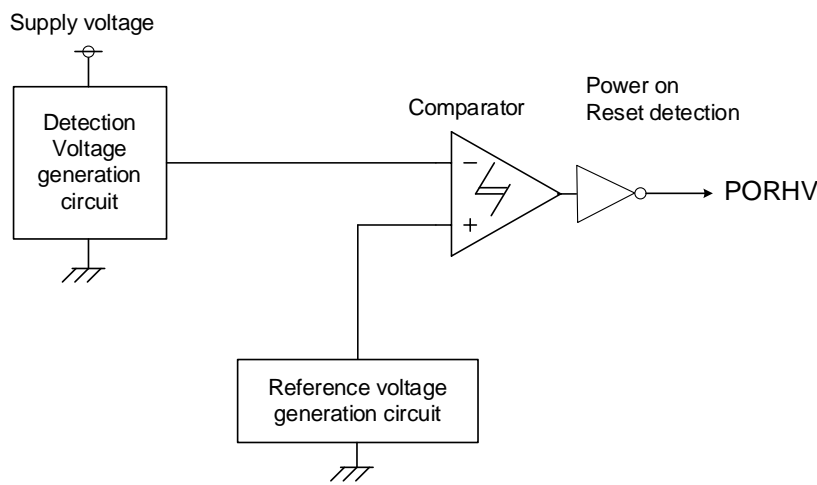 Supply voltage
Detection
Voltage
generation
circuit
Comparator
Power on
Reset detection
−
+
PORHV
Reference voltage
generation circuit